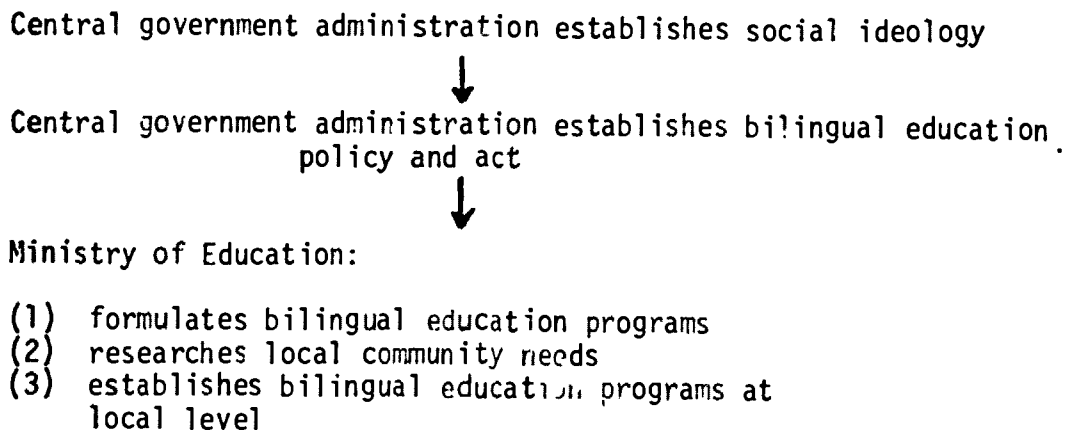 Central government administration establishes social ideology
Central government administration establishes bilingual education
policy and act
Ministry of Education:
(1) formulates bilingual education programs
(2) researches local community needs
(3) establishes bilingual education programs at
local level